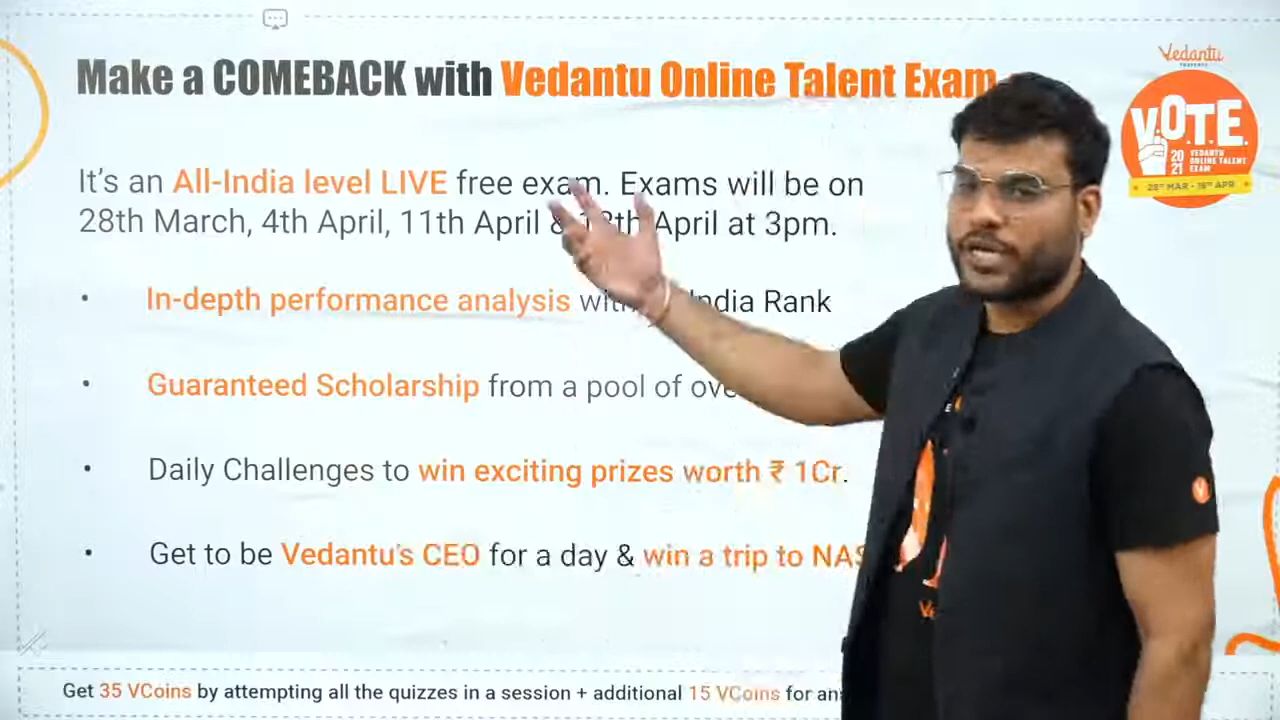 Make a COMEBACK with Vedantu Online Talent Exam
Vedantu
V.O.T.E.
2021 VEDANTU
ONLINE TALENT
EXAM
It's an All-India level LIVE free exam. Exams will be on
28th March, 4th April, 11th April & April at 3pm.
• In-depth performance analysis India Rank
• Guaranteed Scholarship from a pool of
• Daily Challenges to win exciting prizes worth ₹ 1Cr.
• Get to be Vedantu's CEO for a day & win a trip to
Get 35 VCoins by attempting all the quizzes in a session + additional 15 VCoins for